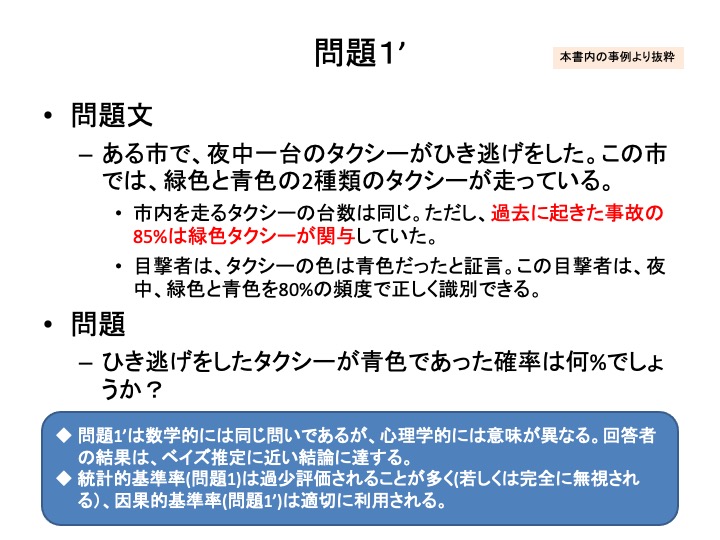 問題１’
本書内の事例より抜粋
• 問題文
– ある市で、夜中一台のタクシーがひき逃げをした。この市
では、緑色と青色の2種類のタクシーが走っている。
• 市内を走るタクシーの台数は同じ。ただし、過去に起きた事故の
85%は緑色タクシーが関与していた。
• 目撃者は、タクシーの色は青色だったと証言。この目撃者は、夜
中、緑色と青色を80%の頻度で正しく識別できる。
• 問題
– ひき逃げをしたタクシーが青色であった確率は何%でしょ
うか？
◆ 問題1’は数学的には同じ問いであるが、心理学的には意味が異なる。回答者
の結果は、ベイズ推定に近い結論に達する。
◆ 統計的基準率(問題1)は過少評価されることが多く(若しくは完全に無視され
る)、因果的基準率(問題1’)は適切に利用される。